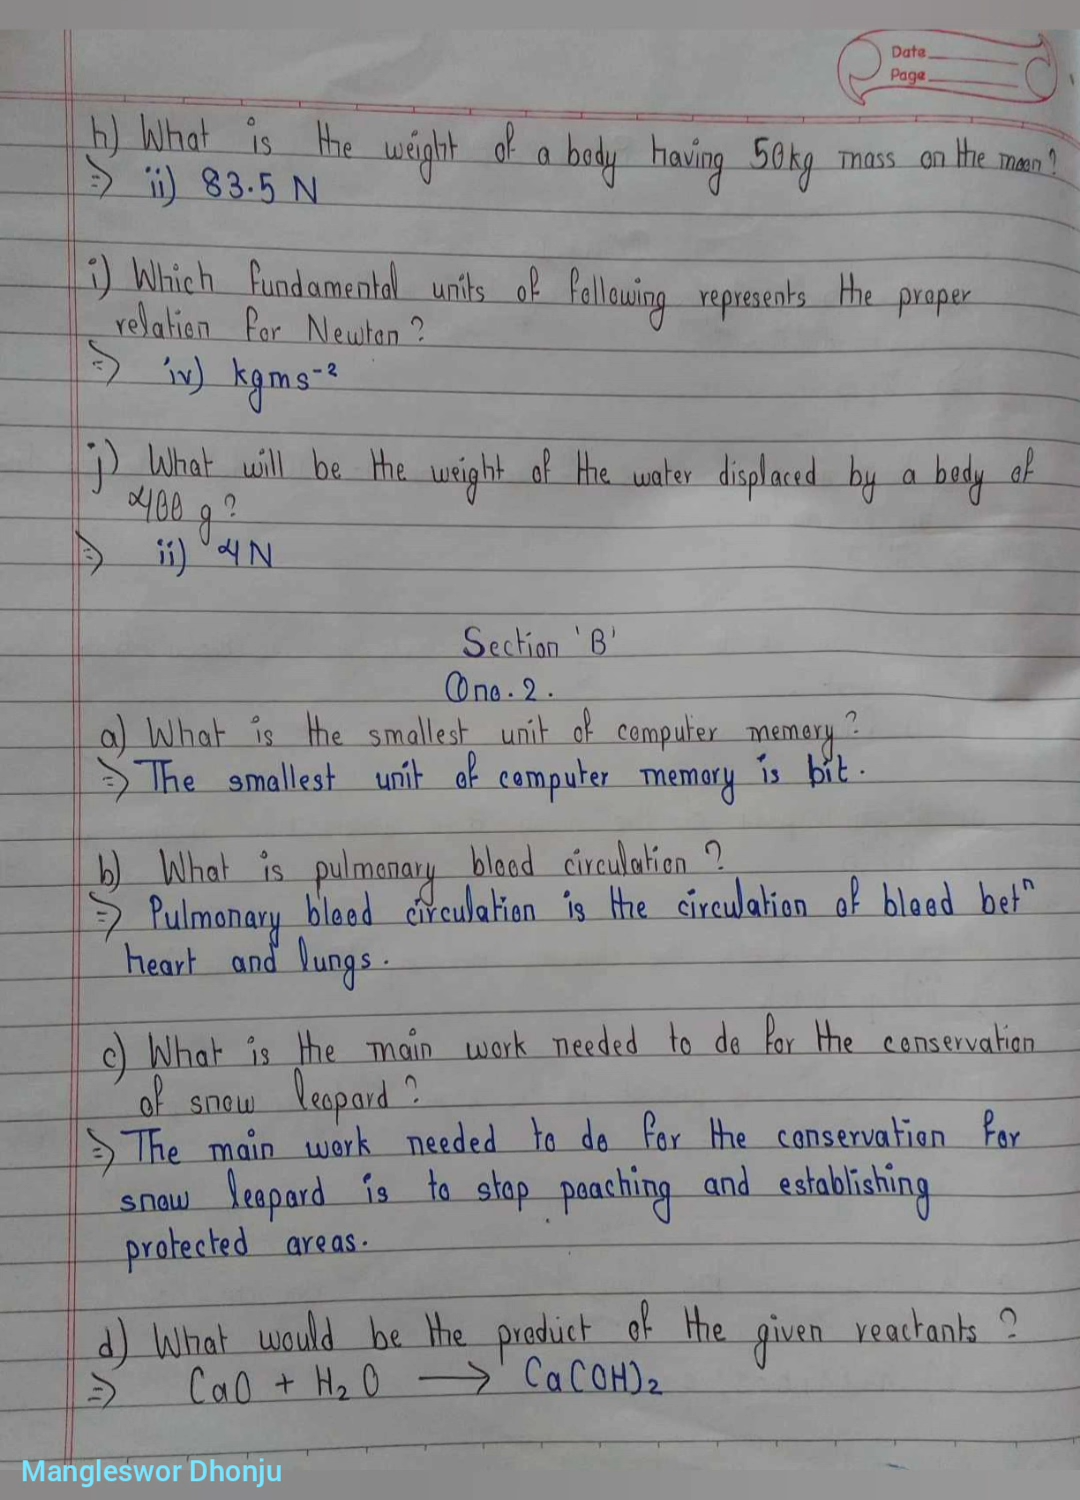 Date
Page
h) What is the weight of a body having 50kg mass on the moon?
=> ii) 83.5 N
i) Which fundamental units of following represents the proper
relation for Newton?
=> iv) kgms⁻²
j) What will be the weight of the water displaced by a body of
400 g?
=> ii) 4N
Section 'B'
Qno. 2.
a) What is the smallest unit of computer memory?
=> The smallest unit of computer memory is bit.
b) What is pulmonary blood circulation?
=> Pulmonary blood circulation is the circulation of blood betⁿ
heart and lungs.
c) What is the main work needed to do for the conservation
of snow leopard?
=> The main work needed to do for the conservation for
snow leopard is to stop poaching and establishing
protected areas.
d) What would be the product of the given reactants?
=> CaO + H₂O ⟶ Ca(OH)₂
Mangleswor Dhonju